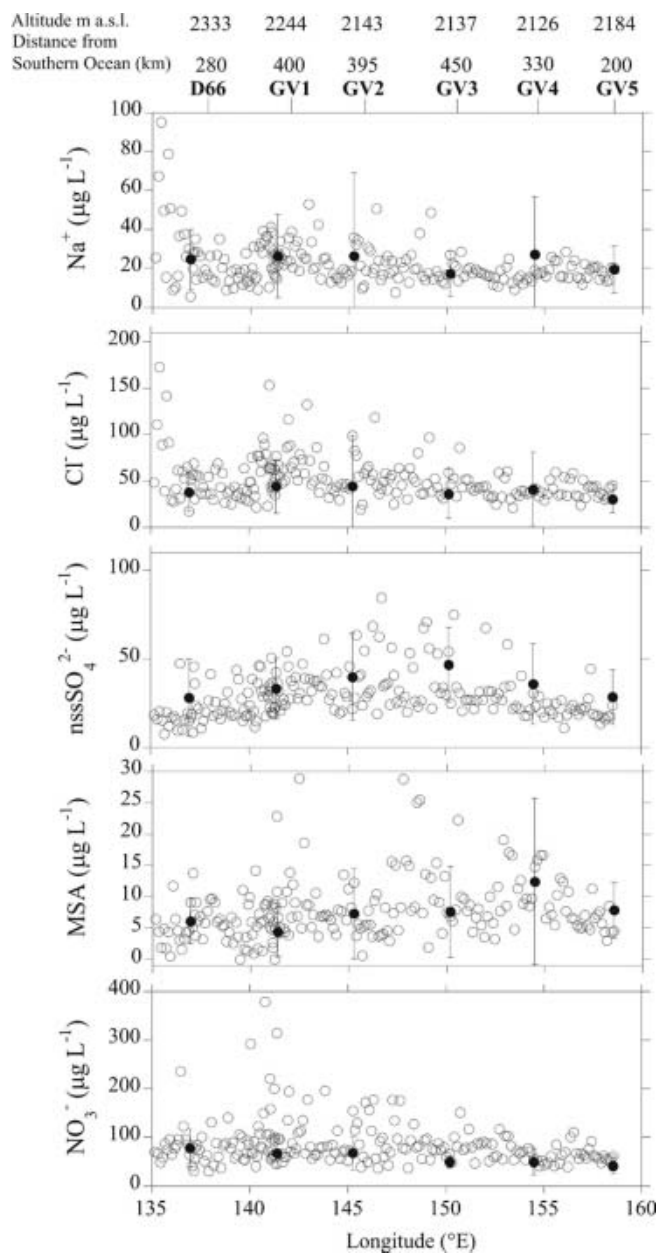 Altitude m a.s.l. 2333 2244 2143 2137 2126 2184
Distance from
Southern Ocean (km) 280 400 395 450 330 200
D66 GV1 GV2 GV3 GV4 GV5
100
80
60
40
20
0
Na⁺ (µg L⁻¹)
200
150
100
50
0
Cl⁻ (µg L⁻¹)
100
50
0
nssSO₄²⁻ (µg L⁻¹)
30
25
20
15
10
5
0
MSA (µg L⁻¹)
400
300
200
100
0
NO₃⁻ (µg L⁻¹)
135 140 145 150 155 160
Longitude (°E)